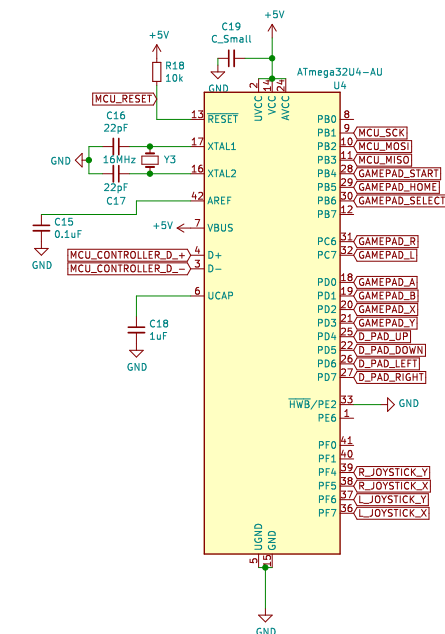 +5V
C19
C_Small
+5V
R18
10k
GND
ATmega32U4-AU
U4
MCU_RESET
2
14
24
UVCC
VCC
AVCC
13
RESET
C16
22pF
17
XTAL1
GND
16MHz
Y3
16
XTAL2
22pF
C17
42
AREF
C15
0.1uF
GND
+5V
7
VBUS
MCU_CONTROLLER_D_+
4
D+
MCU_CONTROLLER_D_-
3
D-
6
UCAP
C18
1uF
GND
PB0
8
PB1
9
MCU_SCK
PB2
10
MCU_MOSI
PB3
11
MCU_MISO
PB4
28
GAMEPAD_START
PB5
29
GAMEPAD_HOME
PB6
30
GAMEPAD_SELECT
PB7
12
PC6
31
GAMEPAD_R
PC7
32
GAMEPAD_L
PD0
18
GAMEPAD_A
PD1
19
GAMEPAD_B
PD2
20
GAMEPAD_X
PD3
21
GAMEPAD_Y
PD4
25
D_PAD_UP
PD5
22
D_PAD_DOWN
PD6
26
D_PAD_LEFT
PD7
27
D_PAD_RIGHT
HWB/PE2
33
GND
PE6
1
PF0
41
PF1
40
PF4
39
R_JOYSTICK_Y
PF5
38
R_JOYSTICK_X
PF6
37
L_JOYSTICK_Y
PF7
36
L_JOYSTICK_X
UGND
GND
5
GND